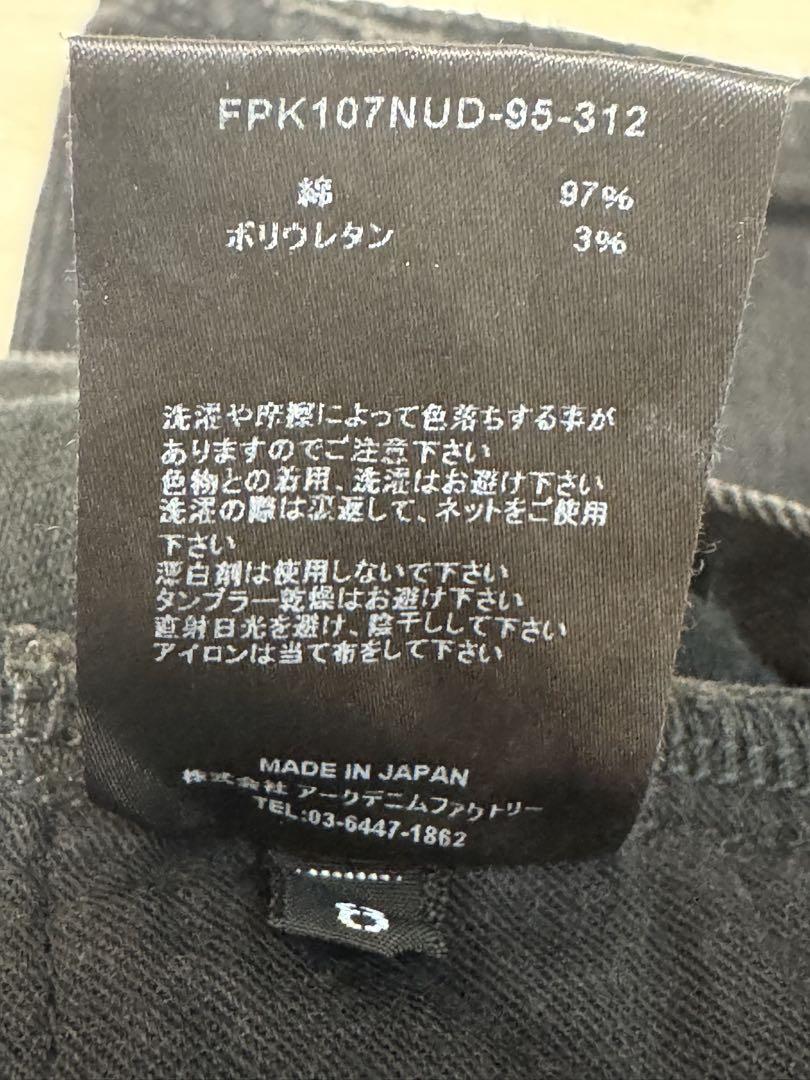 FPK107NUD-95-312
綿 97%
ポリウレタン 3%
洗濯や摩擦によって色落ちする事が
ありますのでご注意下さい
色物との着用、洗濯はお避け下さい
洗濯の際は裏返して、ネットをご使用
下さい
漂白剤は使用しないで下さい
タンブラー乾燥はお避け下さい
直射日光を避け、陰干しして下さい
アイロンは当て布をして下さい
MADE IN JAPAN
株式会社 アークデニムファクトリー
TEL:03-6447-1862